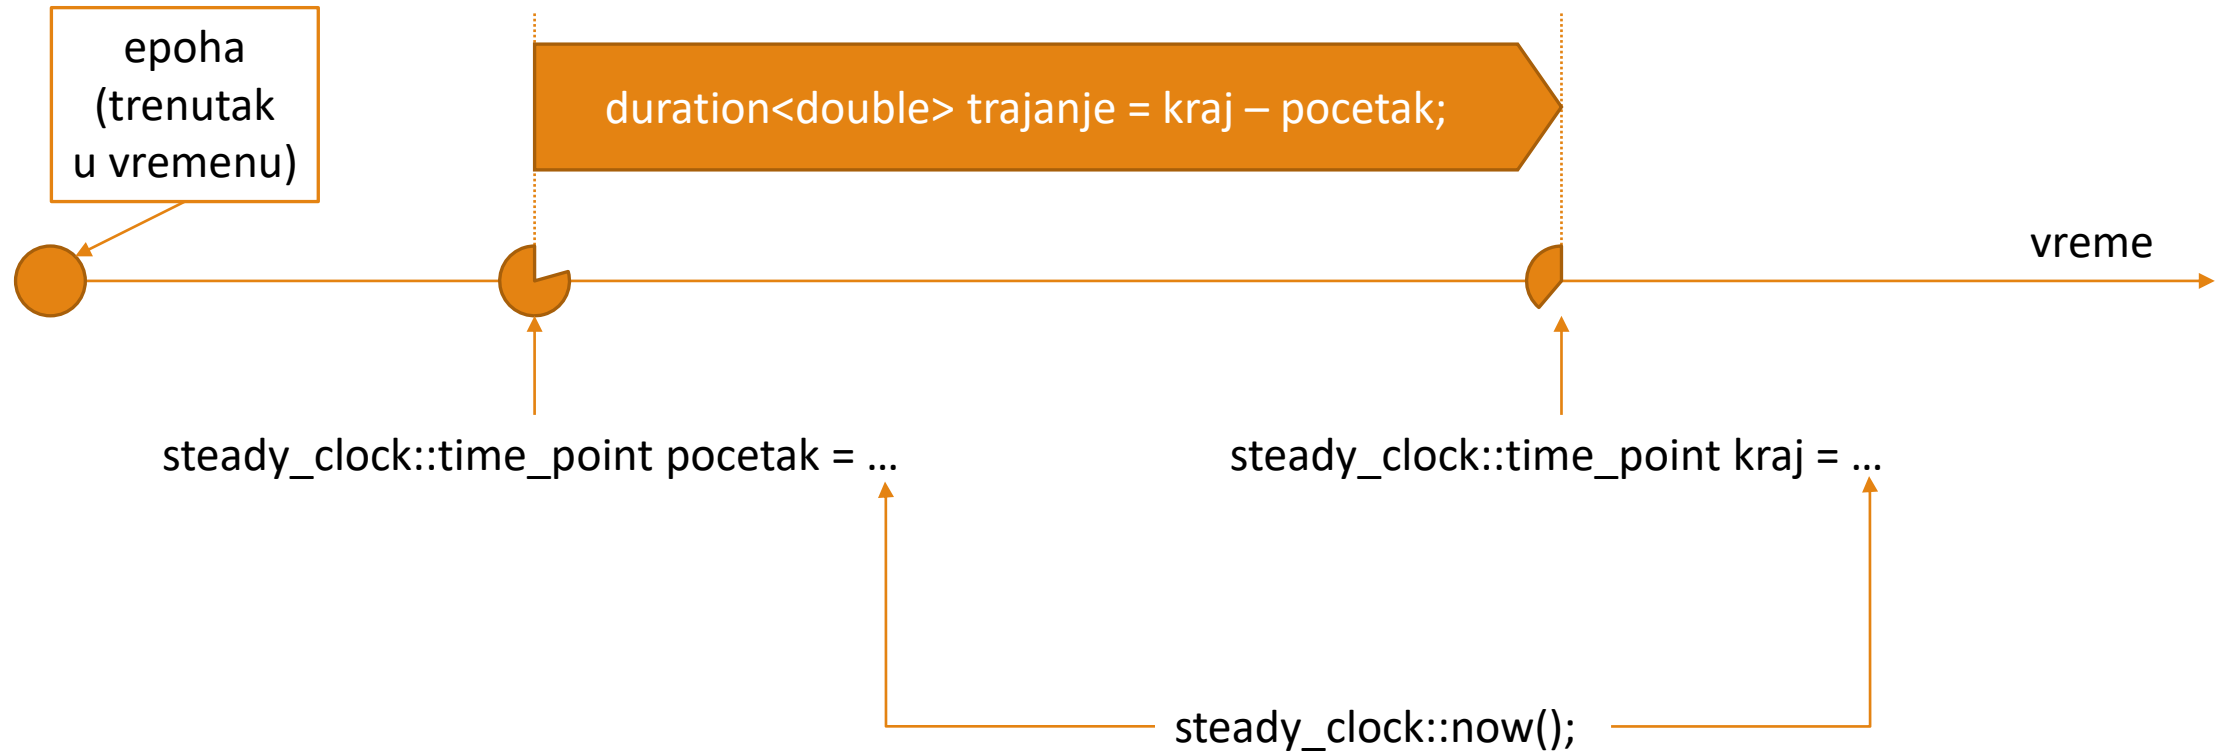 epoha
(trenutak
u vremenu)
duration<double> trajanje = kraj – pocetak;
vreme
steady_clock::time_point pocetak = …
steady_clock::time_point kraj = …
steady_clock::now();